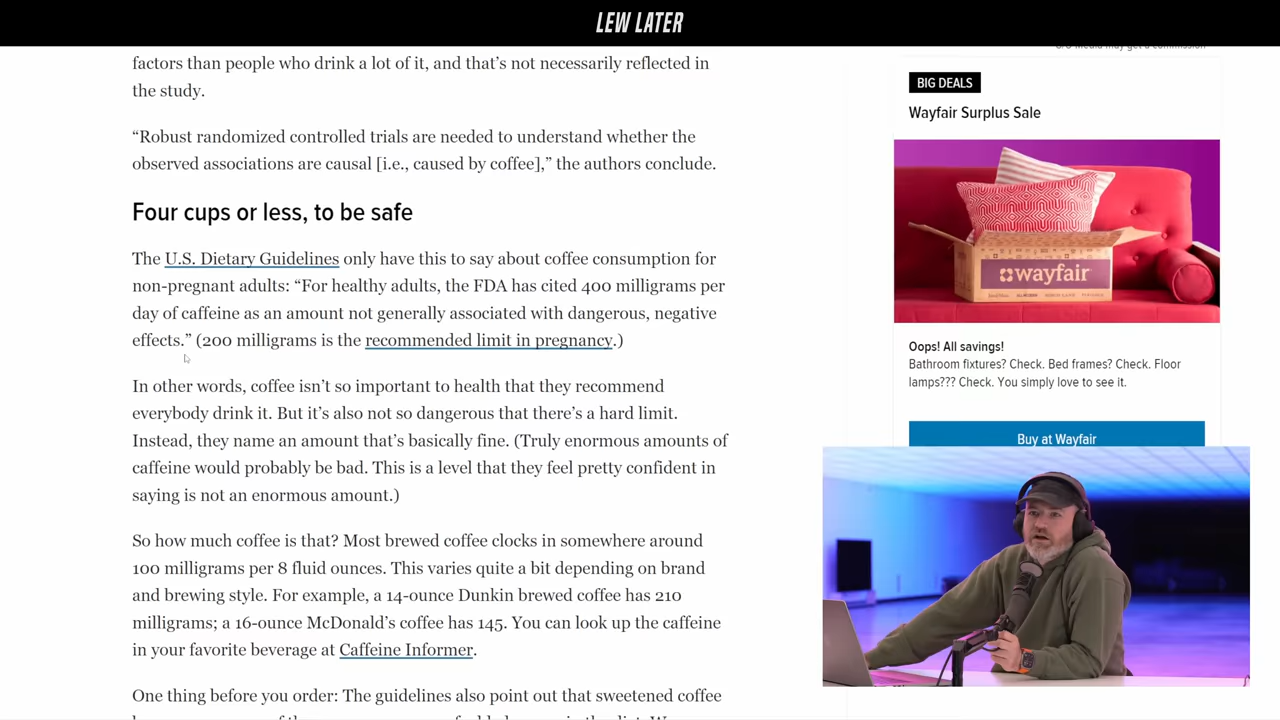 LEW LATER
factors than people who drink a lot of it, and that's not necessarily reflected in
the study.
“Robust randomized controlled trials are needed to understand whether the
observed associations are causal [i.e., caused by coffee],” the authors conclude.
Four cups or less, to be safe
The U.S. Dietary Guidelines only have this to say about coffee consumption for
non-pregnant adults: “For healthy adults, the FDA has cited 400 milligrams per
day of caffeine as an amount not generally associated with dangerous, negative
effects.” (200 milligrams is the recommended limit in pregnancy.)
In other words, coffee isn't so important to health that they recommend
everybody drink it. But it's also not so dangerous that there's a hard limit.
Instead, they name an amount that's basically fine. (Truly enormous amounts of
caffeine would probably be bad. This is a level that they feel pretty confident in
saying is not an enormous amount.)
So how much coffee is that? Most brewed coffee clocks in somewhere around
100 milligrams per 8 fluid ounces. This varies quite a bit depending on brand
and brewing style. For example, a 14-ounce Dunkin brewed coffee has 210
milligrams; a 16-ounce McDonald's coffee has 145. You can look up the caffeine
in your favorite beverage at Caffeine Informer.
One thing before you order: The guidelines also point out that sweetened coffee
BIG DEALS
Wayfair Surplus Sale
wayfair
Oops! All savings!
Bathroom fixtures? Check. Bed frames? Check. Floor
lamps??? Check. You simply love to see it.
Buy at Wayfair